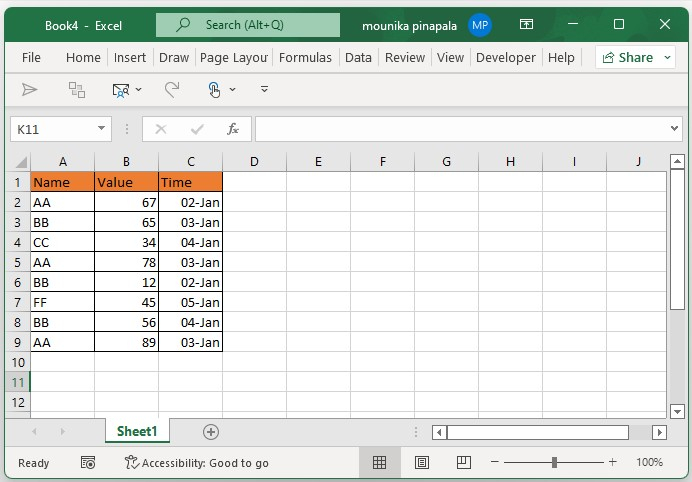 Book4 - Excel
Search (Alt+Q)
mounika pinapala
MP
File Home Insert Draw Page Layou Formulas Data Review View Developer Help Share
K11
fx
A B C D E F G H I J
1 Name Value Time
2 AA 67 02-Jan
3 BB 65 03-Jan
4 CC 34 04-Jan
5 AA 78 03-Jan
6 BB 12 02-Jan
7 FF 45 05-Jan
8 BB 56 04-Jan
9 AA 89 03-Jan
10
11
12
Sheet1
Ready
Accessibility: Good to go
100%